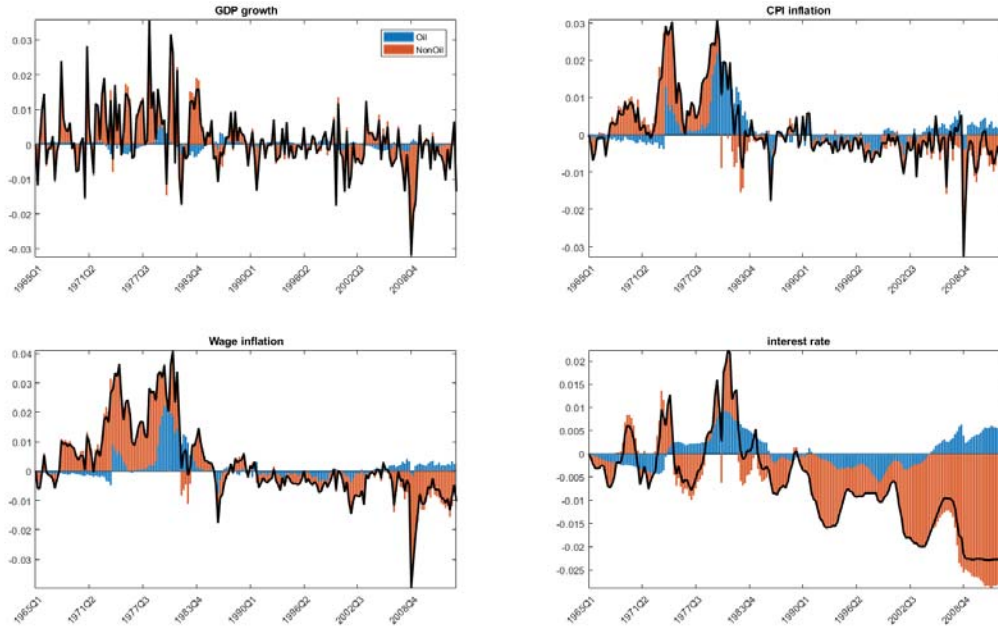 GDP growth
0.03
0.02
0.01
0
-0.01
-0.02
-0.03
Oil
NonOil
1965Q1
1971Q2
1977Q3
1983Q4
1990Q1
1996Q2
2002Q3
2008Q4
CPI inflation
0.03
0.02
0.01
0
-0.01
-0.02
-0.03
1965Q1
1971Q2
1977Q3
1983Q4
1990Q1
1996Q2
2002Q3
2008Q4
Wage inflation
0.04
0.03
0.02
0.01
0
-0.01
-0.02
-0.03
1965Q1
1971Q2
1977Q3
1983Q4
1990Q1
1996Q2
2002Q3
2008Q4
interest rate
0.02
0.015
0.01
0.005
0
-0.005
-0.01
-0.015
-0.02
-0.025
1965Q1
1971Q2
1977Q3
1983Q4
1990Q1
1996Q2
2002Q3
2008Q4